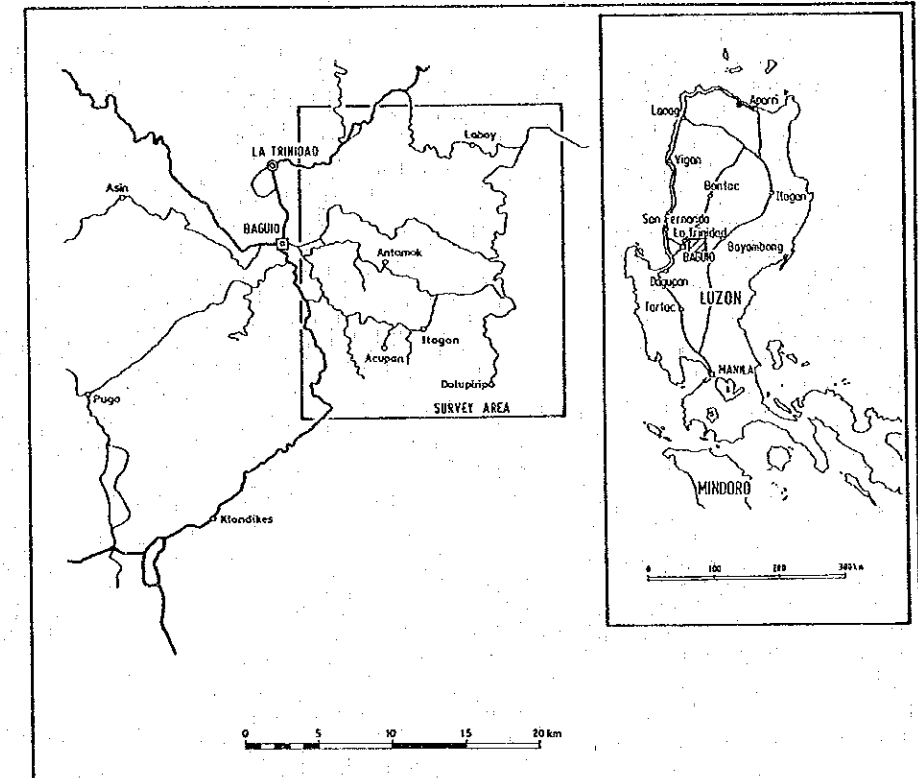 LA TRINIDAD
Laboy
Asin
BAGUIO
Antamok
Itogon
Acupan
Dalupirip
SURVEY AREA
Pugo
Klondikes
0 5 10 15 20 km
Laoag
Aparri
Vigan
Bontoc
Ilagan
San Fernando
La Trinidad
BAGUIO
Bayombong
Dagupan
LUZON
Tarlac
MANILA
MINDORO
0 100 200 300 km